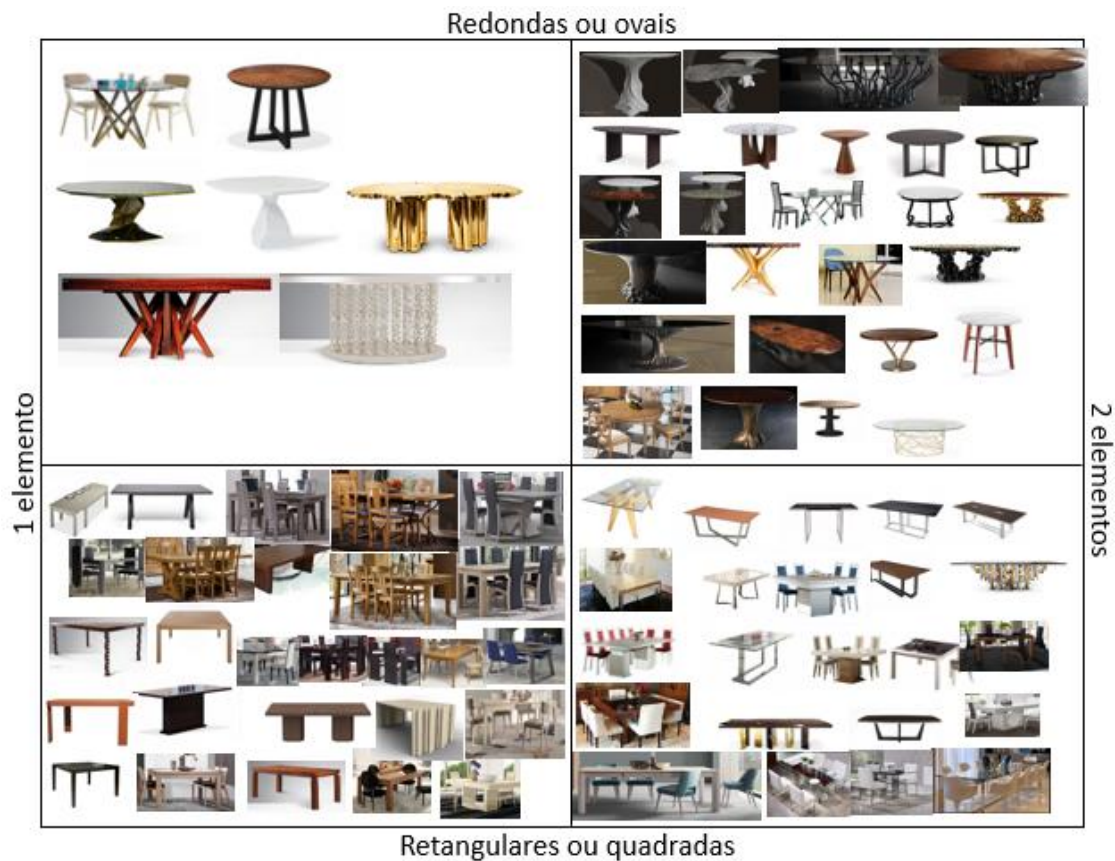 Redondas ou ovais
1 elemento
2 elementos
Retangulares ou quadradas